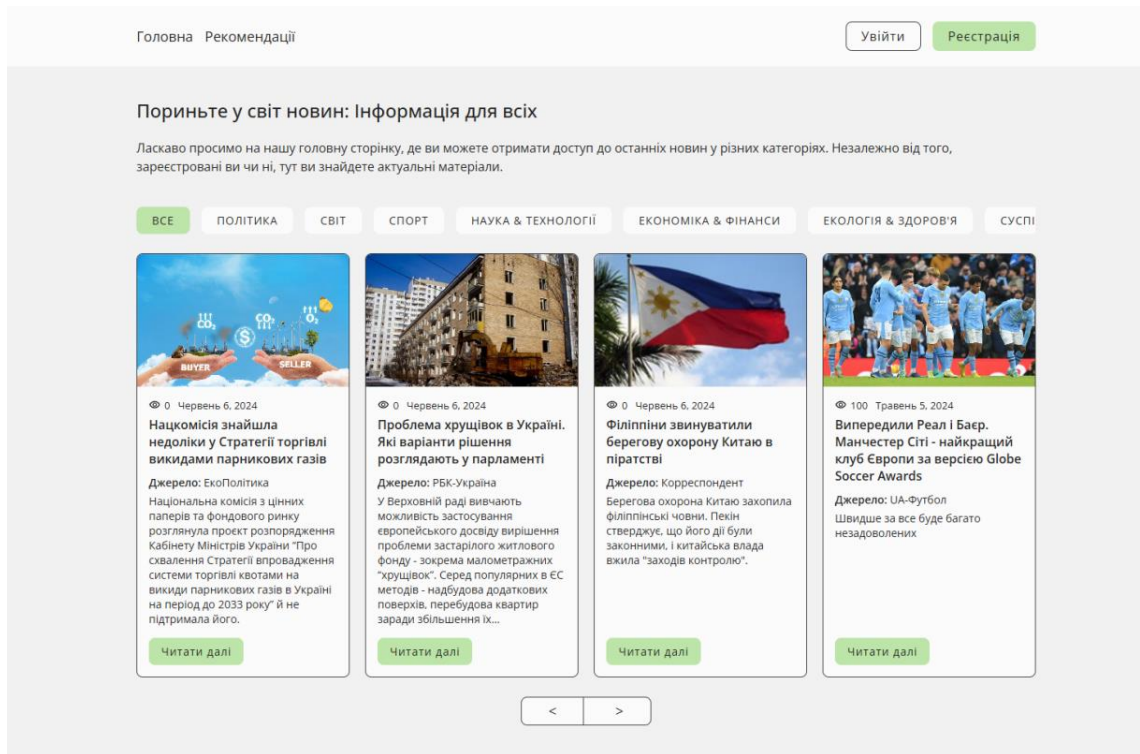 Головна Рекомендації
Увійти
Реєстрація
Пориньте у світ новин: Інформація для всіх
Ласкаво просимо на нашу головну сторінку, де ви можете отримати доступ до останніх новин у різних категоріях. Незалежно від того,
зареєстровані ви чи ні, тут ви знайдете актуальні матеріали.
ВСЕ
ПОЛІТИКА
СВІТ
СПОРТ
НАУКА & ТЕХНОЛОГІЇ
ЕКОНОМІКА & ФІНАНСИ
ЕКОЛОГІЯ & ЗДОРОВ'Я
СУСПІ
CO₂
CO₂
O₂
$
BUYER
SELLER
0 Червень 6, 2024
Нацкомісія знайшла
недоліки у Стратегії торгівлі
викидами парникових газів
Джерело: ЕкоПолітика
Національна комісія з цінних
паперів та фондового ринку
розглянула проєкт розпорядження
Кабінету Міністрів України "Про
схвалення Стратегії впровадження
системи торгівлі квотами на
викиди парникових газів в Україні
на період до 2033 року" й не
підтримала його.
Читати далі
0 Червень 6, 2024
Проблема хрущівок в Україні.
Які варіанти рішення
розглядають у парламенті
Джерело: РБК-Україна
У Верховній раді вивчають
можливість застосування
європейського досвіду вирішення
проблеми застарілого житлового
фонду - зокрема малометражних
"хрущівок". Серед популярних в ЄС
методів - надбудова додаткових
поверхів, перебудова квартир
заради збільшення їх...
Читати далі
0 Червень 6, 2024
Філіппіни звинуватили
берегову охорону Китаю в
піратстві
Джерело: Корреспондент
Берегова охорона Китаю захопила
філіппінські човни. Пекін
стверджує, що його дії були
законними, і китайська влада
вжила "заходів контролю".
Читати далі
100 Травень 5, 2024
Випередили Реал і Баєр.
Манчестер Сіті - найкращий
клуб Європи за версією Globe
Soccer Awards
Джерело: UA-Футбол
Швидше за все буде багато
незадоволених
Читати далі
< >